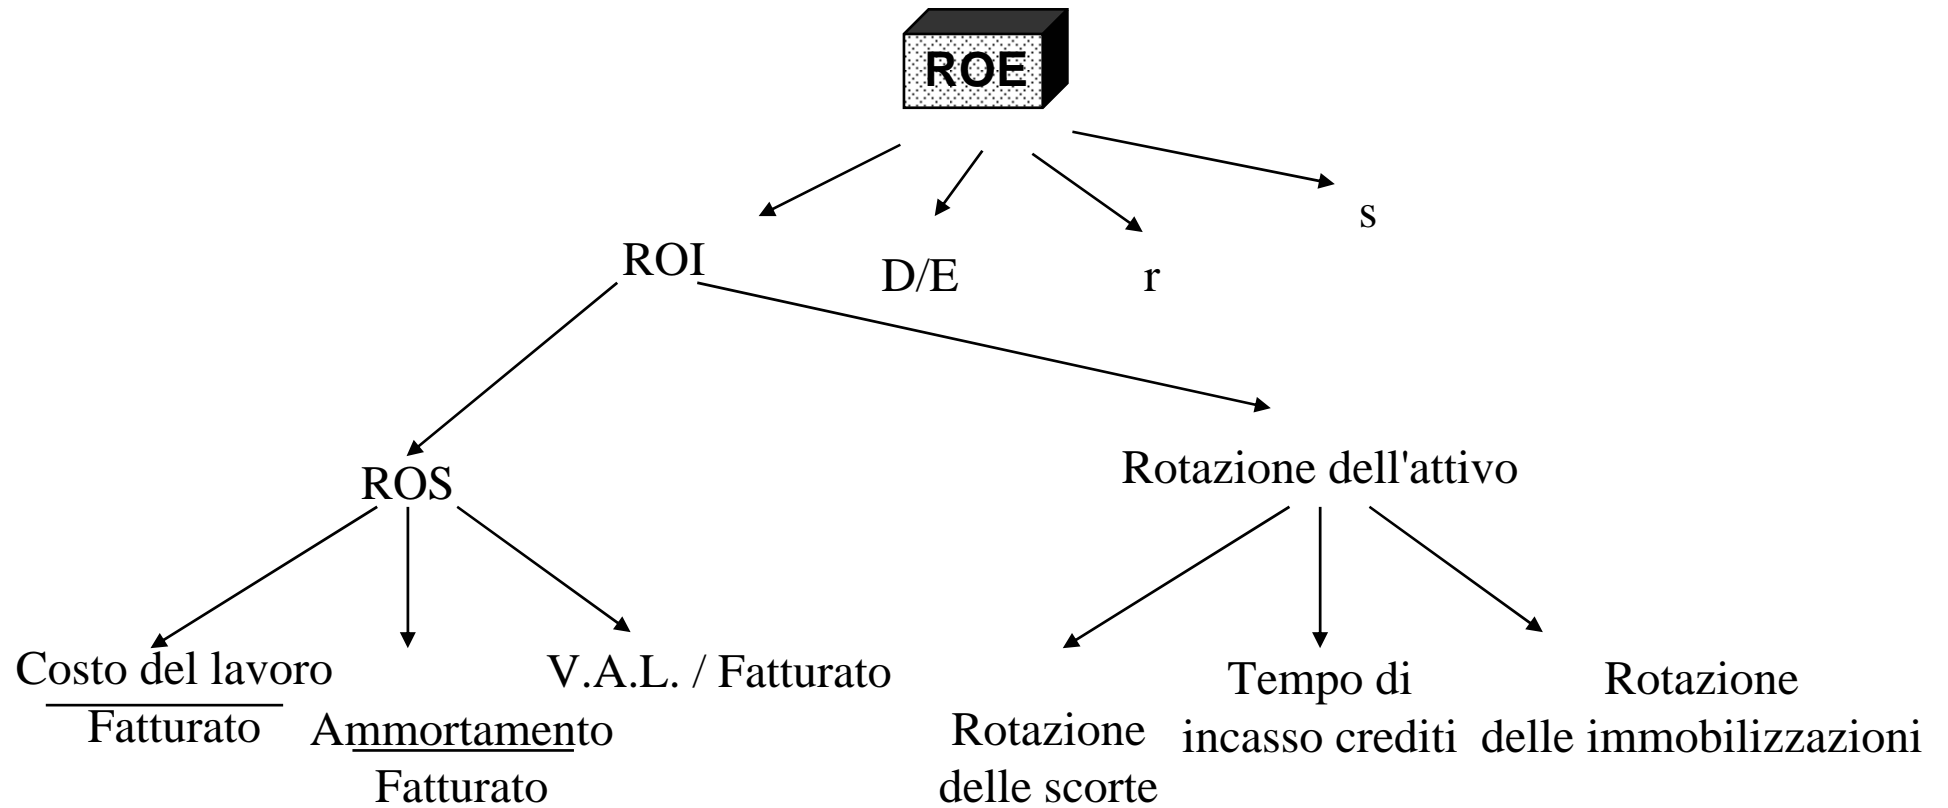 ROE
s
ROI
D/E
r
ROS
Rotazione dell'attivo
Costo del lavoro
Fatturato
Ammortamento
Fatturato
V.A.L. / Fatturato
Rotazione
delle scorte
Tempo di
incasso crediti
Rotazione
delle immobilizzazioni